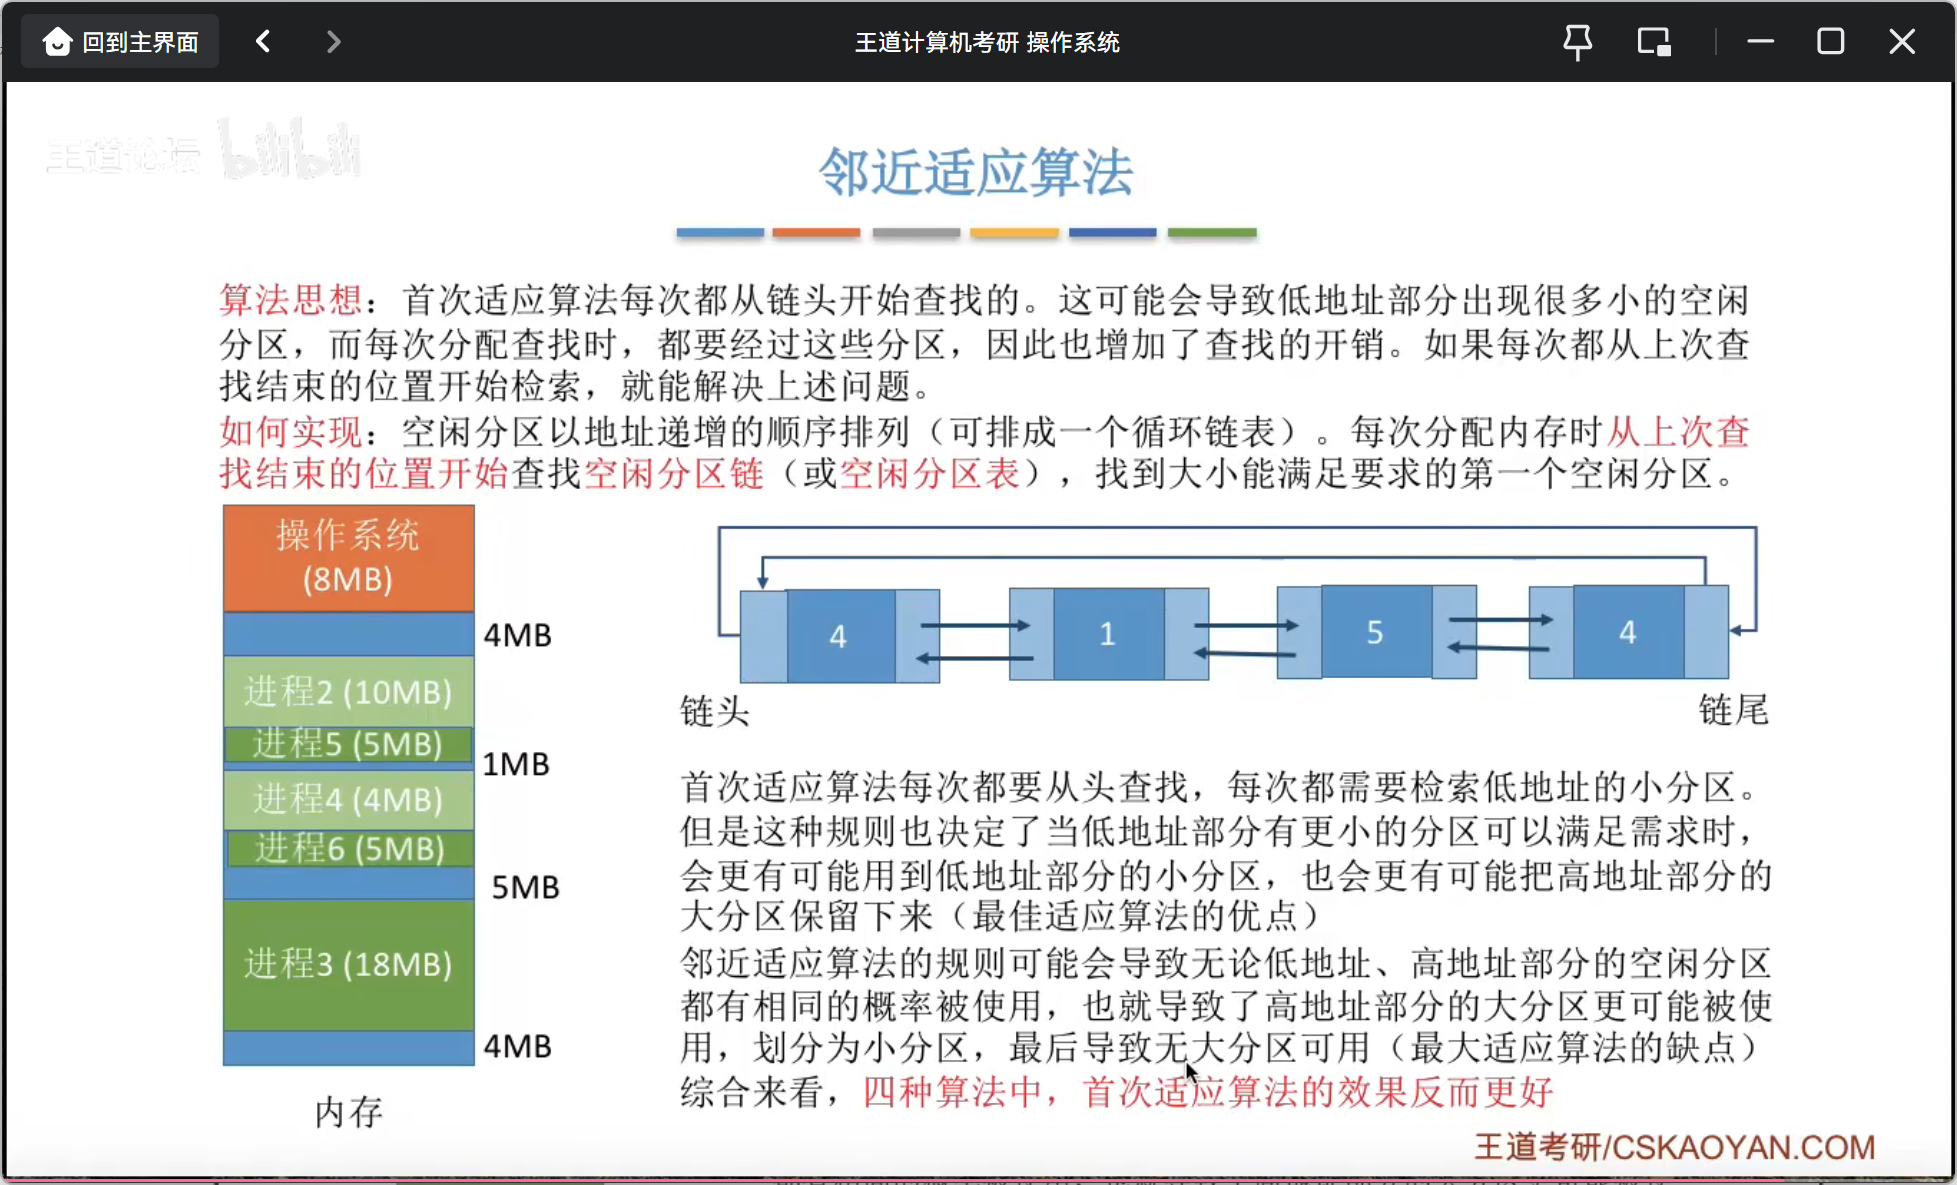 回到主界面
王道计算机考研 操作系统
王道论坛 bilibili
邻近适应算法
算法思想：首次适应算法每次都从链头开始查找的。这可能会导致低地址部分出现很多小的空闲
分区，而每次分配查找时，都要经过这些分区，因此也增加了查找的开销。如果每次都从上次查
找结束的位置开始检索，就能解决上述问题。
如何实现：空闲分区以地址递增的顺序排列（可排成一个循环链表）。每次分配内存时从上次查
找结束的位置开始查找空闲分区链（或空闲分区表），找到大小能满足要求的第一个空闲分区。
操作系统
(8MB)
4MB
进程2 (10MB)
进程5 (5MB)
1MB
进程4 (4MB)
进程6 (5MB)
5MB
进程3 (18MB)
4MB
内存
4
1
5
4
链头
链尾
首次适应算法每次都要从头查找，每次都需要检索低地址的小分区。
但是这种规则也决定了当低地址部分有更小的分区可以满足需求时，
会更有可能用到低地址部分的小分区，也会更有可能把高地址部分的
大分区保留下来（最佳适应算法的优点）
邻近适应算法的规则可能会导致无论低地址、高地址部分的空闲分区
都有相同的概率被使用，也就导致了高地址部分的大分区更可能被使
用，划分为小分区，最后导致无大分区可用（最大适应算法的缺点）
综合来看，四种算法中，首次适应算法的效果反而更好
王道考研/CSKAOYAN.COM